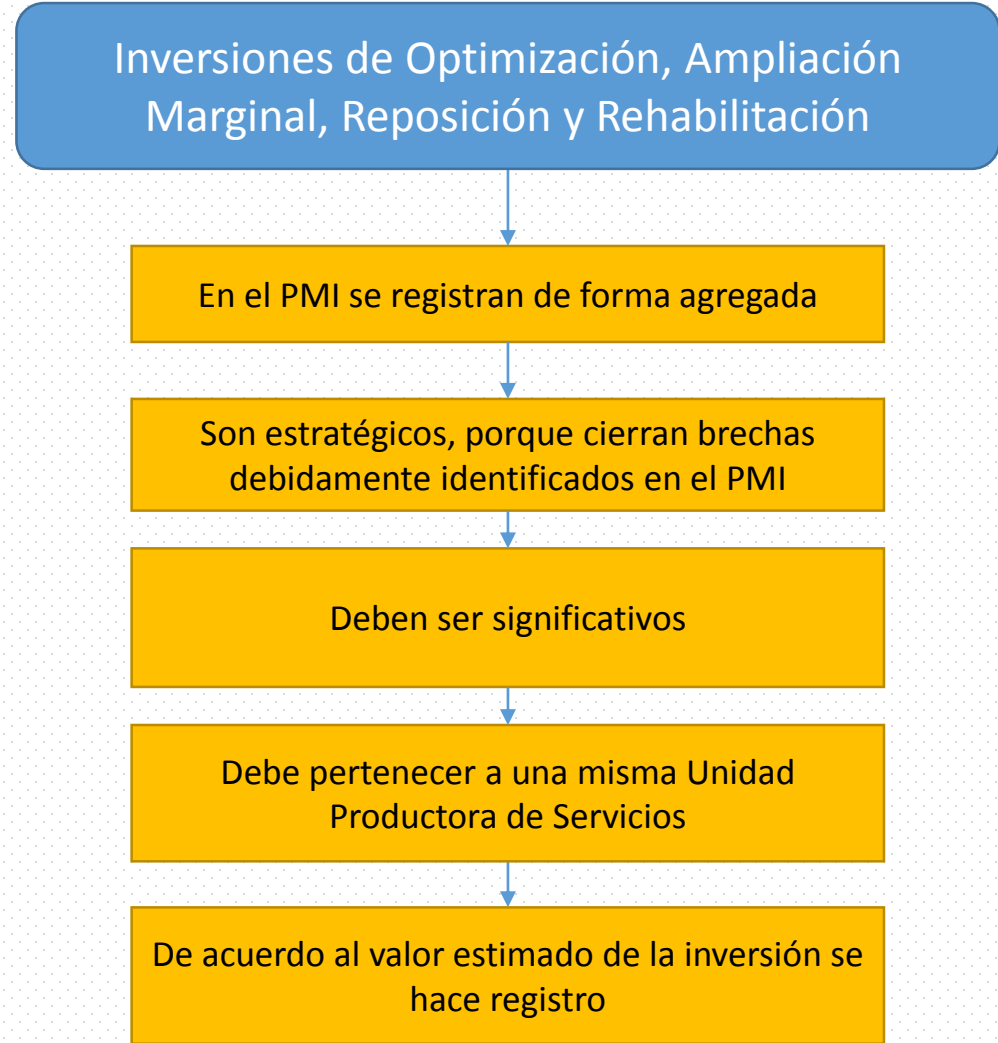 Inversiones de Optimización, Ampliación
Marginal, Reposición y Rehabilitación
En el PMI se registran de forma agregada
Son estratégicos, porque cierran brechas
debidamente identificados en el PMI
Deben ser significativos
Debe pertenecer a una misma Unidad
Productora de Servicios
De acuerdo al valor estimado de la inversión se
hace registro